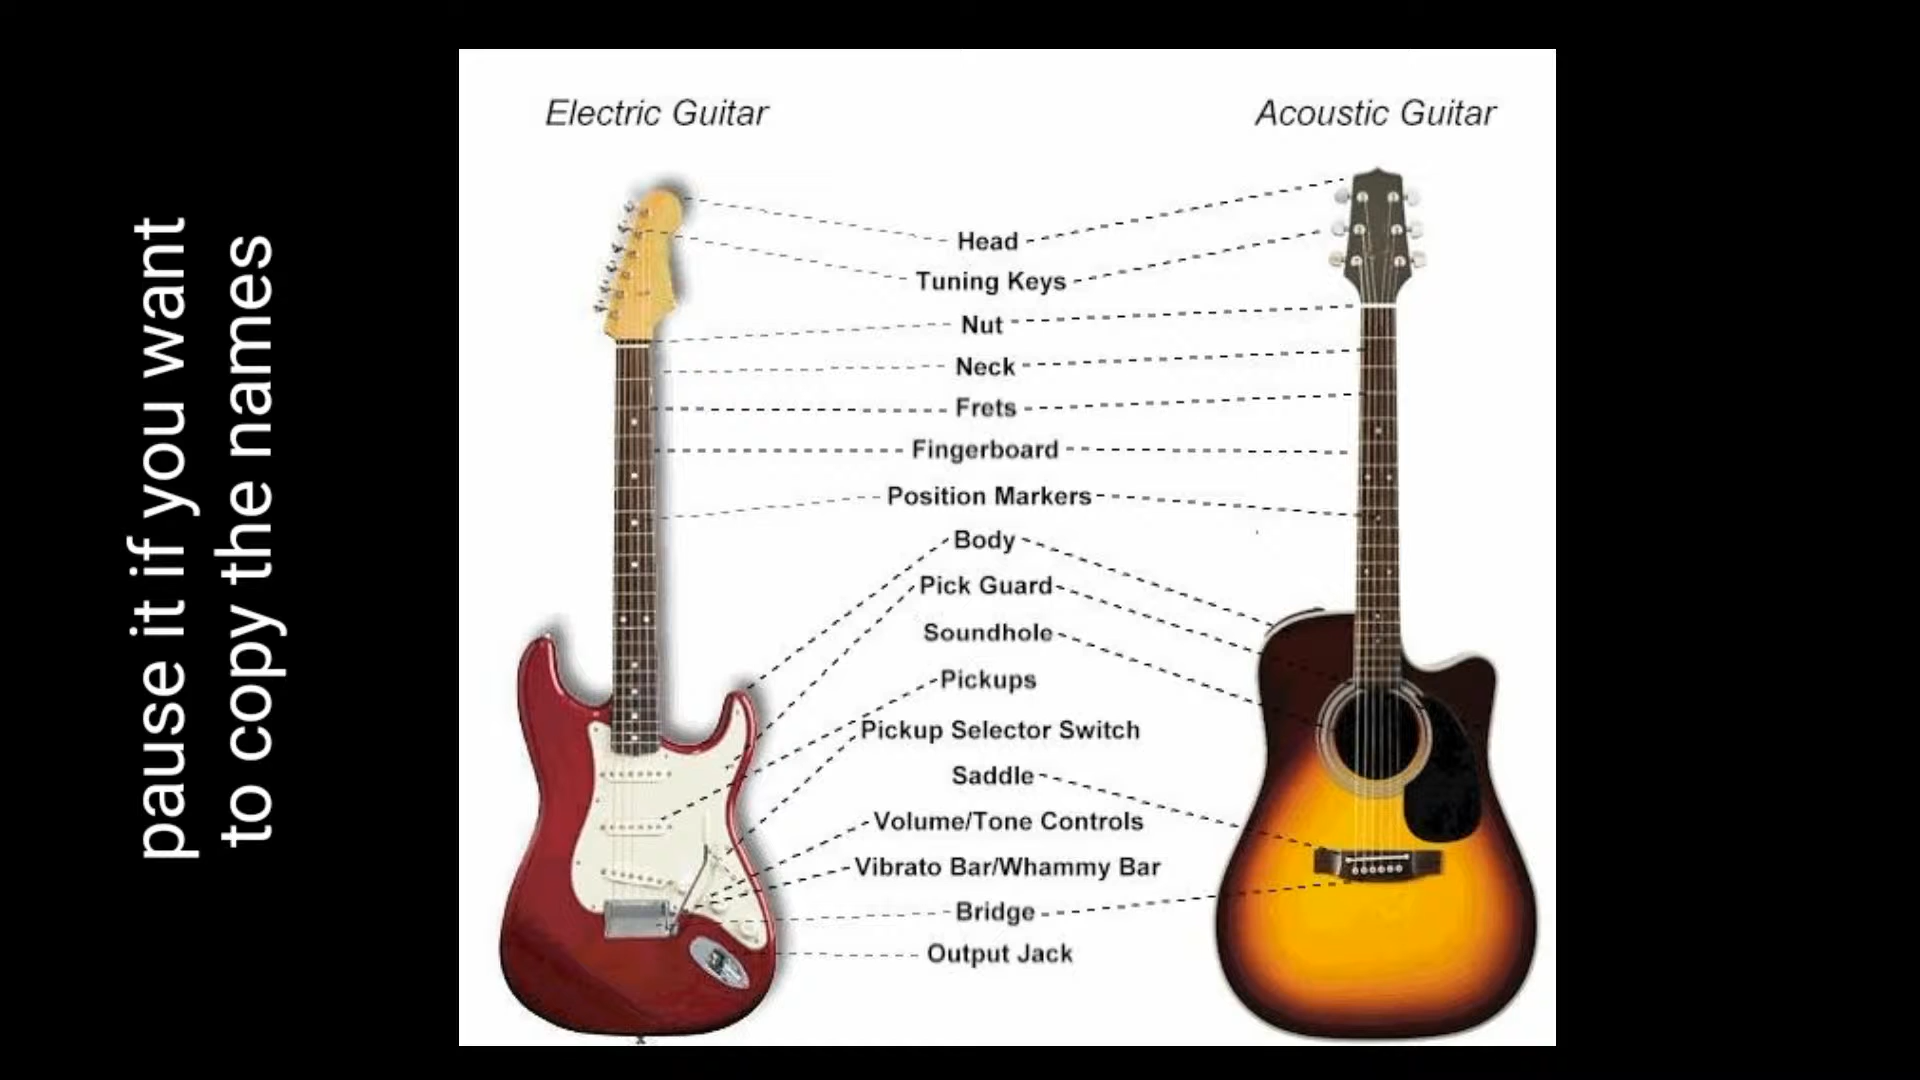 pause it if you want
to copy the names
Electric Guitar
Acoustic Guitar
Head
Tuning Keys
Nut
Neck
Frets
Fingerboard
Position Markers
Body
Pick Guard
Soundhole
Pickups
Pickup Selector Switch
Saddle
Volume/Tone Controls
Vibrato Bar/Whammy Bar
Bridge
Output Jack